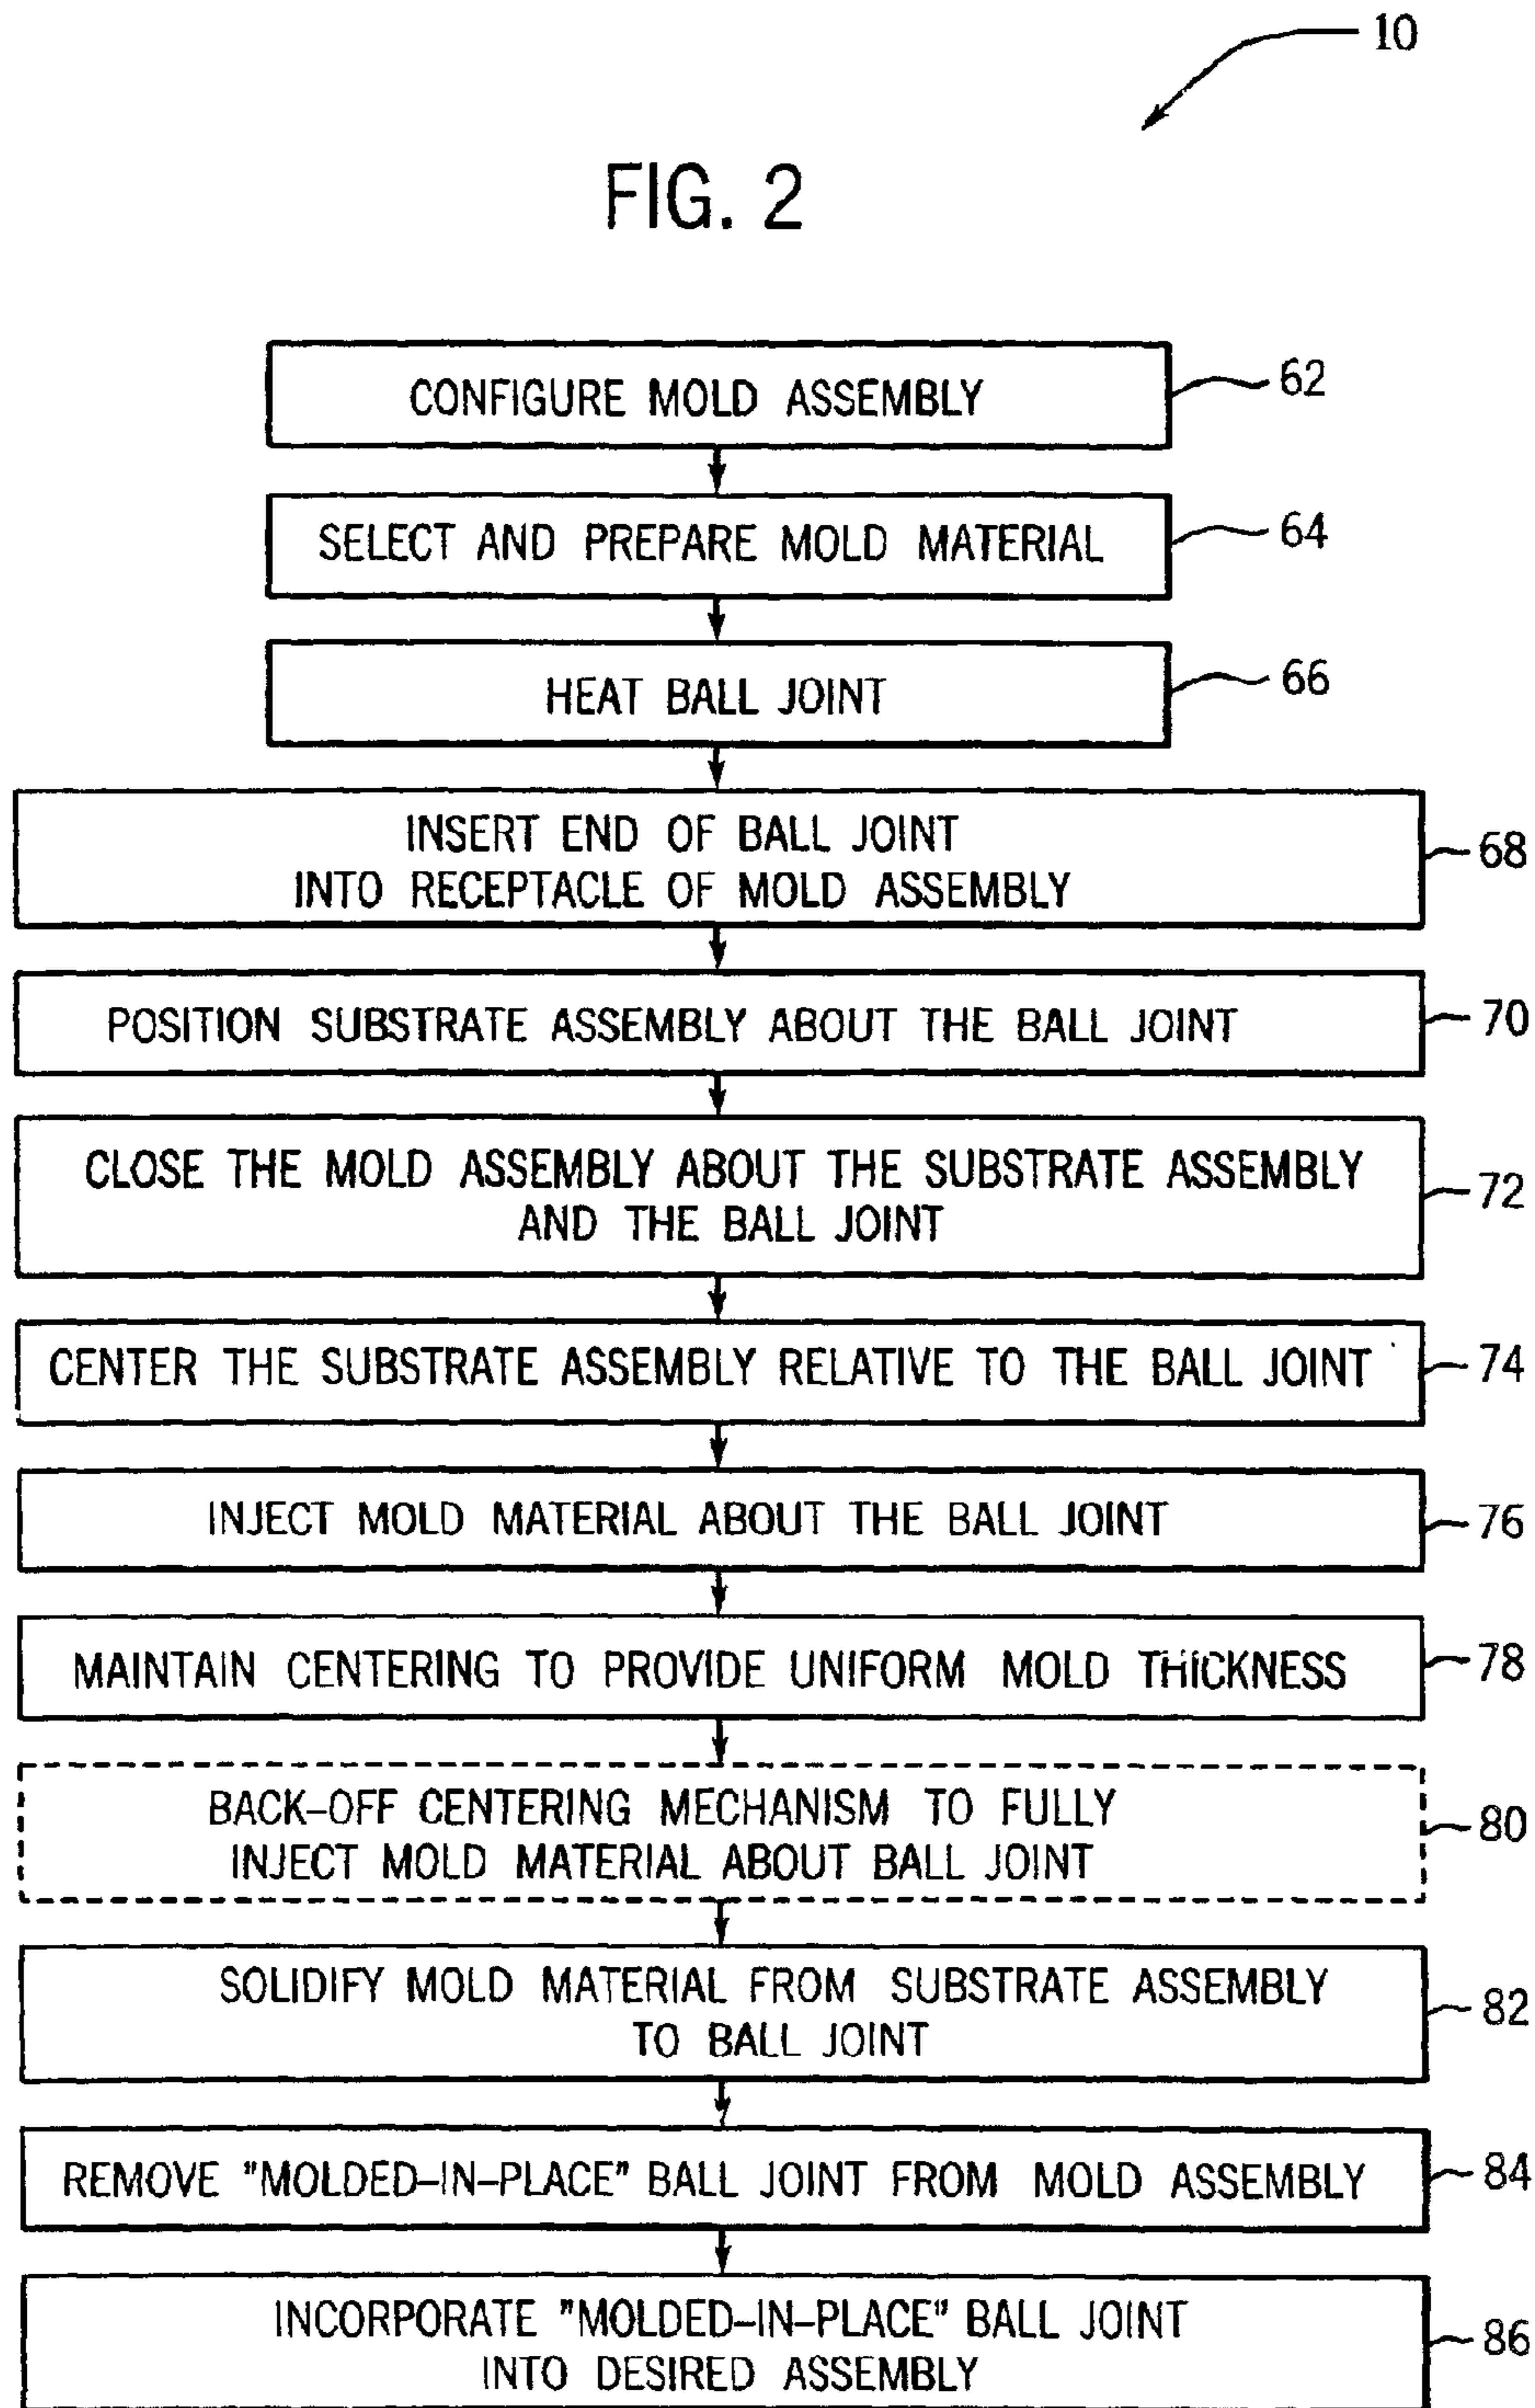 10
FIG. 2
CONFIGURE MOLD ASSEMBLY
62
SELECT AND PREPARE MOLD MATERIAL
64
HEAT BALL JOINT
66
INSERT END OF BALL JOINT
INTO RECEPTACLE OF MOLD ASSEMBLY
68
POSITION SUBSTRATE ASSEMBLY ABOUT THE BALL JOINT
70
CLOSE THE MOLD ASSEMBLY ABOUT THE SUBSTRATE ASSEMBLY
AND THE BALL JOINT
72
CENTER THE SUBSTRATE ASSEMBLY RELATIVE TO THE BALL JOINT
74
INJECT MOLD MATERIAL ABOUT THE BALL JOINT
76
MAINTAIN CENTERING TO PROVIDE UNIFORM MOLD THICKNESS
78
BACK-OFF CENTERING MECHANISM TO FULLY
INJECT MOLD MATERIAL ABOUT BALL JOINT
80
SOLIDIFY MOLD MATERIAL FROM SUBSTRATE ASSEMBLY
TO BALL JOINT
82
REMOVE "MOLDED-IN-PLACE" BALL JOINT FROM MOLD ASSEMBLY
84
INCORPORATE "MOLDED-IN-PLACE" BALL JOINT
INTO DESIRED ASSEMBLY
86